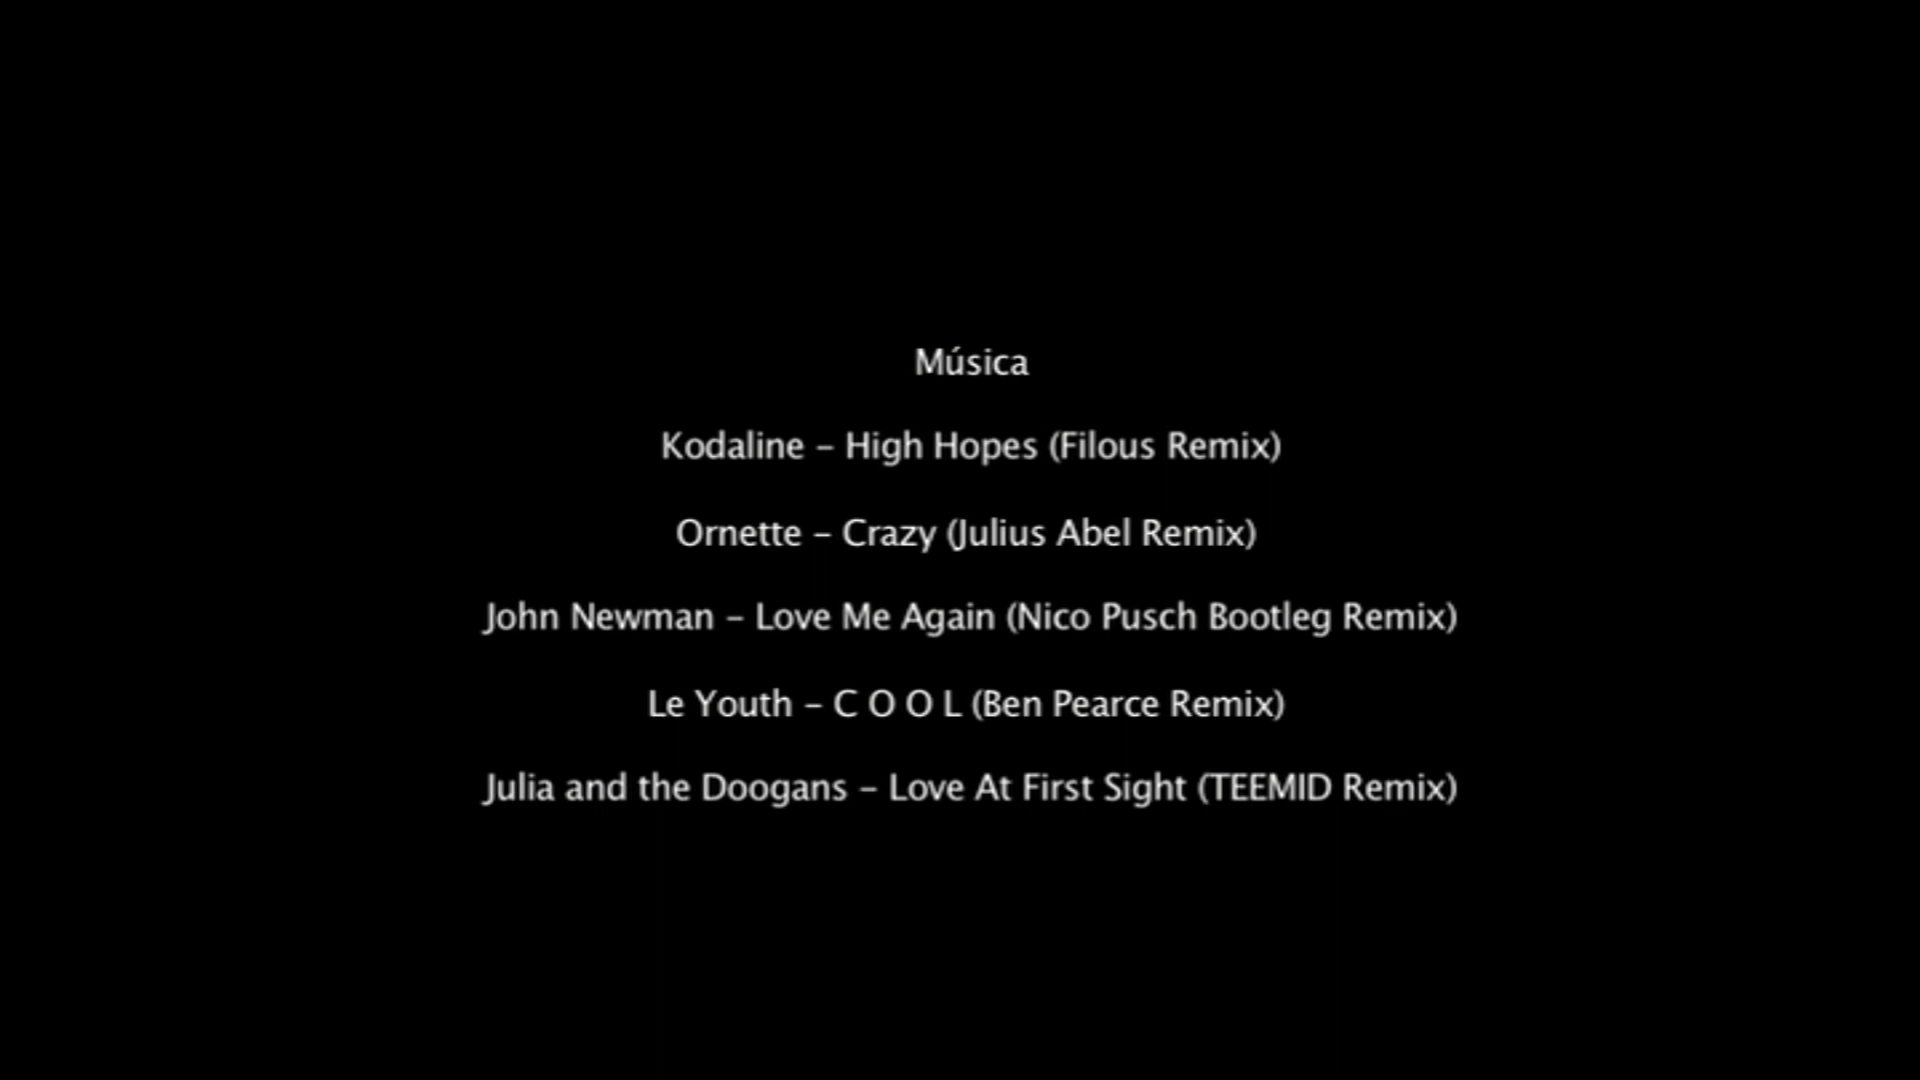 Música
Kodaline – High Hopes (Filous Remix)
Ornette – Crazy (Julius Abel Remix)
John Newman – Love Me Again (Nico Pusch Bootleg Remix)
Le Youth – C O O L (Ben Pearce Remix)
Julia and the Doogans – Love At First Sight (TEEMID Remix)